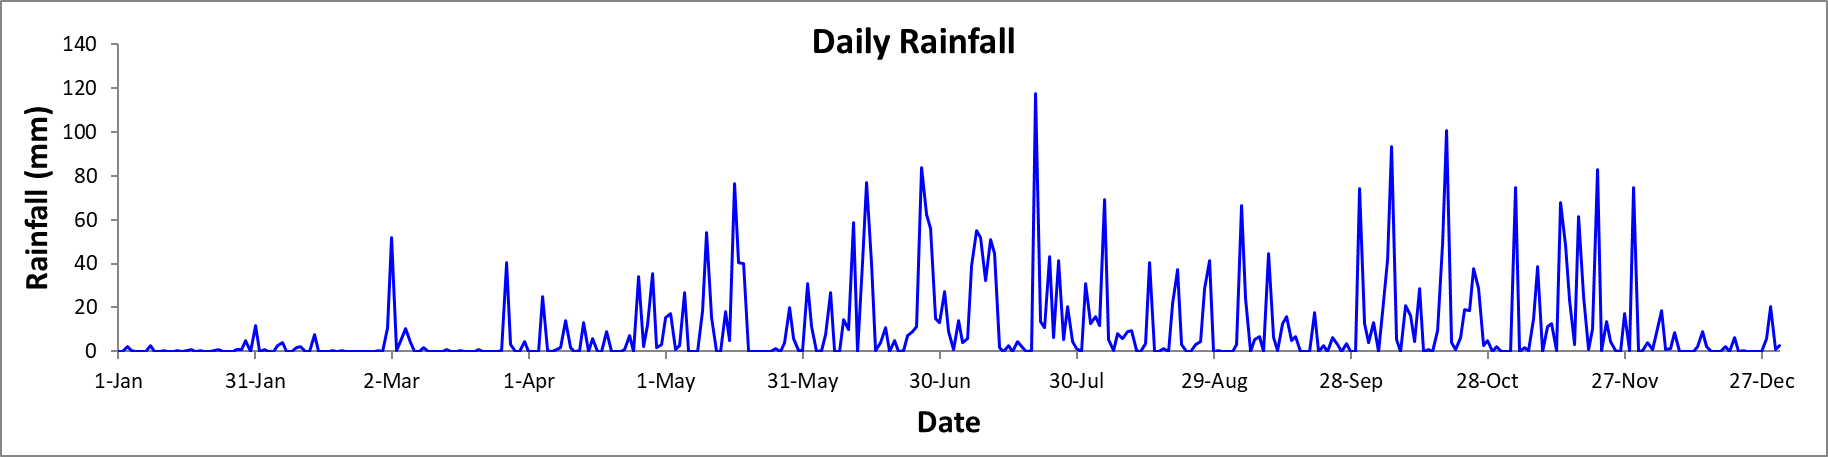 Daily Rainfall
Rainfall (mm)
140
120
100
80
60
40
20
0
1-Jan 31-Jan 2-Mar 1-Apr 1-May 31-May 30-Jun 30-Jul 29-Aug 28-Sep 28-Oct 27-Nov 27-Dec
Date